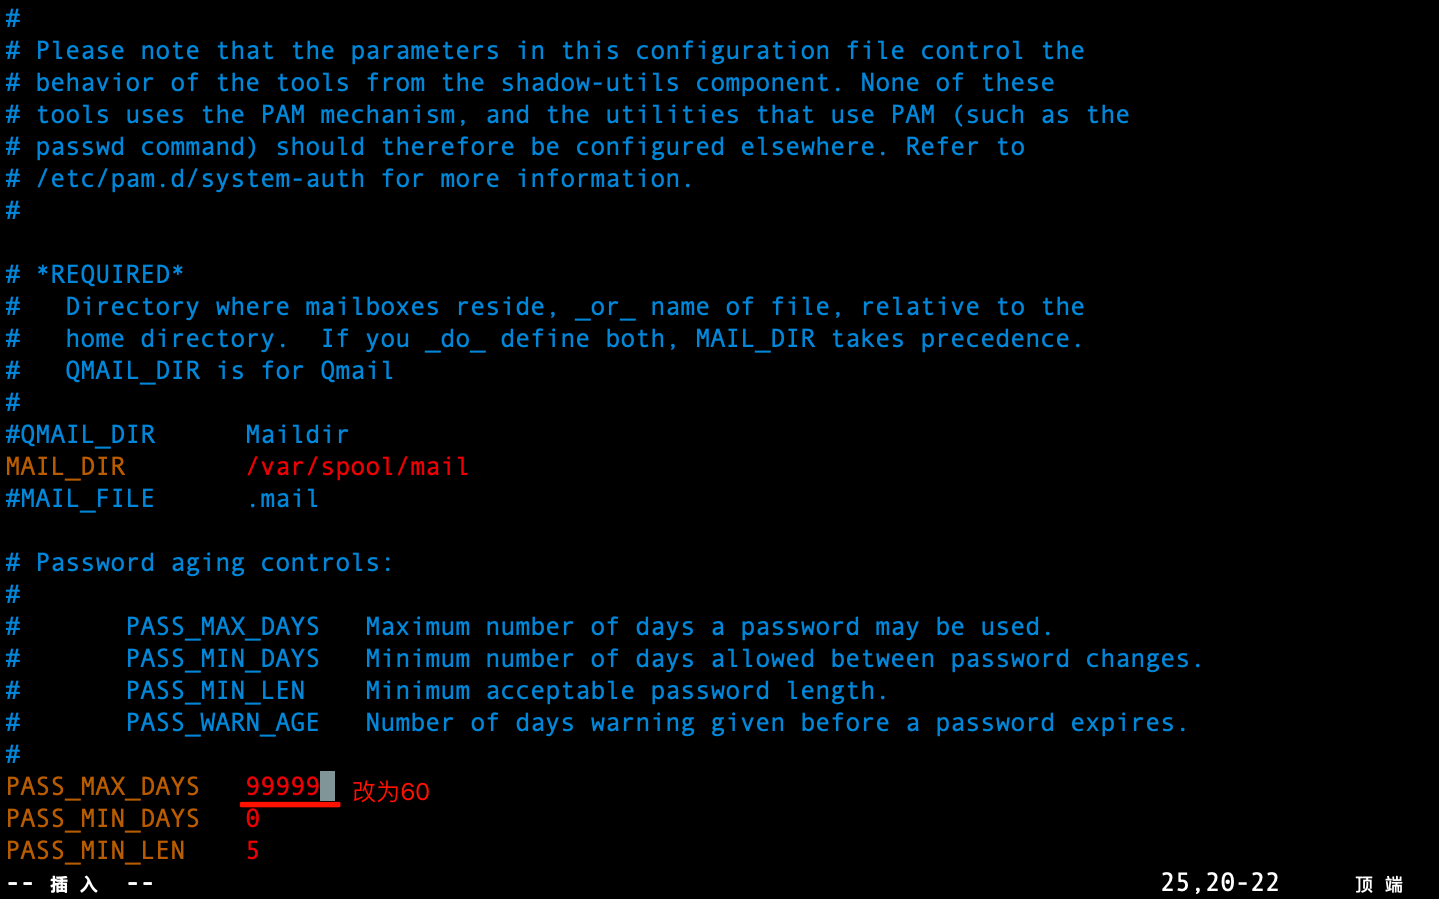 #
# Please note that the parameters in this configuration file control the
# behavior of the tools from the shadow-utils component. None of these
# tools uses the PAM mechanism, and the utilities that use PAM (such as the
# passwd command) should therefore be configured elsewhere. Refer to
# /etc/pam.d/system-auth for more information.
#
# *REQUIRED*
#   Directory where mailboxes reside, _or_ name of file, relative to the
#   home directory.  If you _do_ define both, MAIL_DIR takes precedence.
#   QMAIL_DIR is for Qmail
#
#QMAIL_DIR      Maildir
MAIL_DIR        /var/spool/mail
#MAIL_FILE      .mail
# Password aging controls:
#
#       PASS_MAX_DAYS   Maximum number of days a password may be used.
#       PASS_MIN_DAYS   Minimum number of days allowed between password changes.
#       PASS_MIN_LEN    Minimum acceptable password length.
#       PASS_WARN_AGE   Number of days warning given before a password expires.
#
PASS_MAX_DAYS   99999 改为60
PASS_MIN_DAYS   0
PASS_MIN_LEN    5
-- 插入 --                25,20-22     顶端